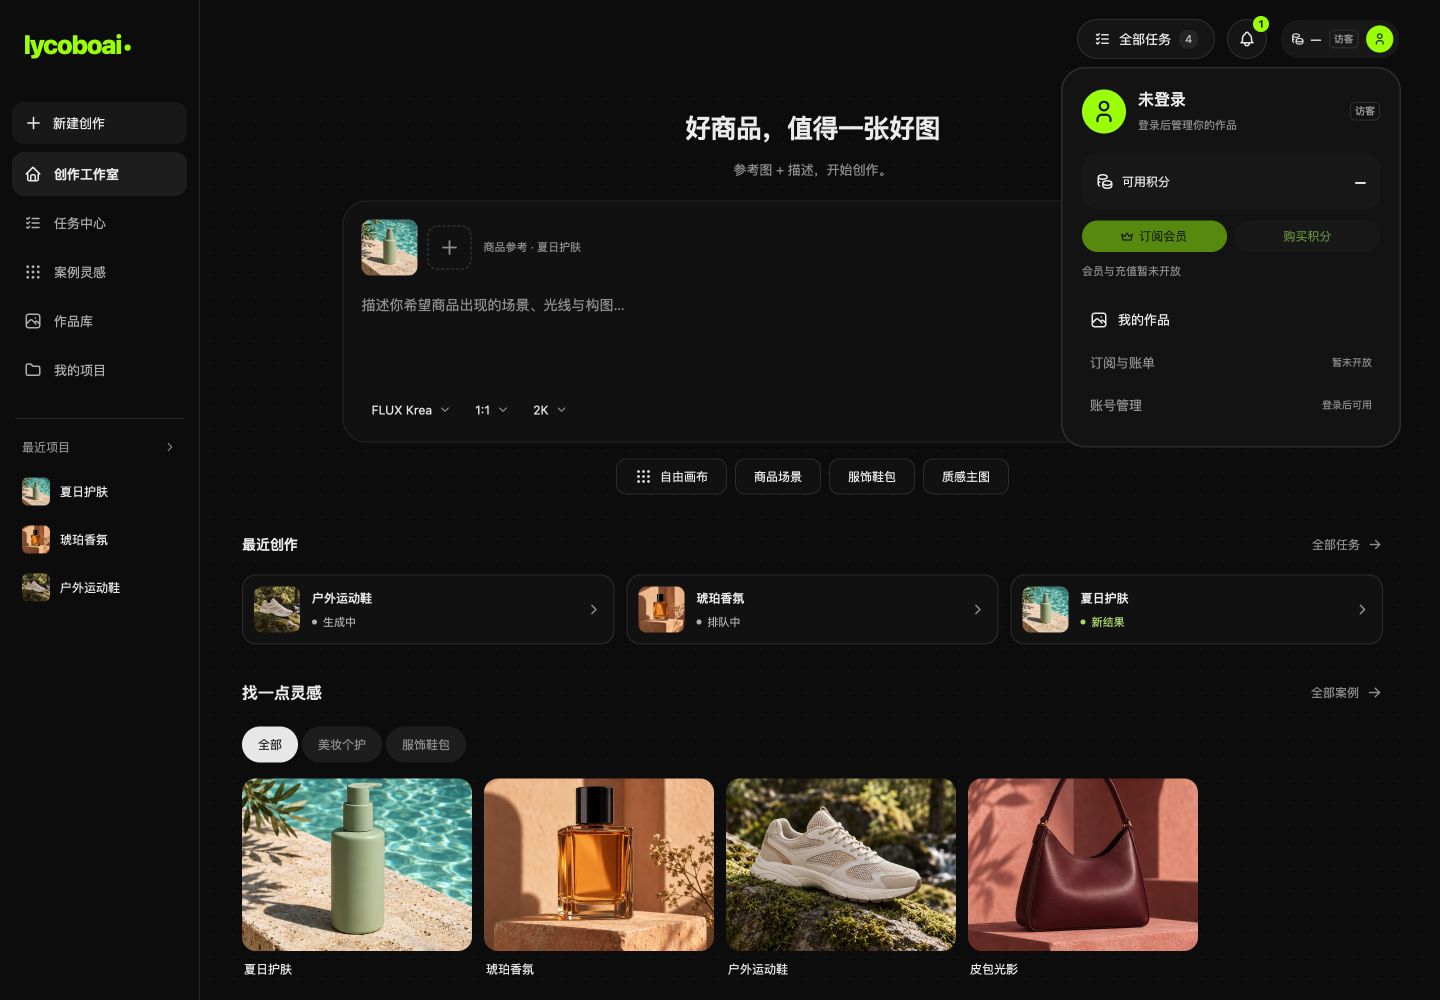 lycoboai
新建创作
创作工作室
任务中心
案例灵感
作品库
我的项目
最近项目
夏日护肤
琥珀香氛
户外运动鞋
全部任务 4
1
— 访客
好商品，值得一张好图
参考图 + 描述，开始创作。
商品参考 · 夏日护肤
描述你希望商品出现的场景、光线与构图...
FLUX Krea 1:1 2K
未登录
登录后管理你的作品
访客
可用积分 —
订阅会员 购买积分
会员与充值暂未开放
我的作品
订阅与账单 暂未开放
账号管理 登录后可用
自由画布 商品场景 服饰鞋包 质感主图
最近创作 全部任务 →
户外运动鞋
生成中
琥珀香氛
排队中
夏日护肤
新结果
找一点灵感 全部案例 →
全部 美妆个护 服饰鞋包
夏日护肤 琥珀香氛 户外运动鞋 皮包光影